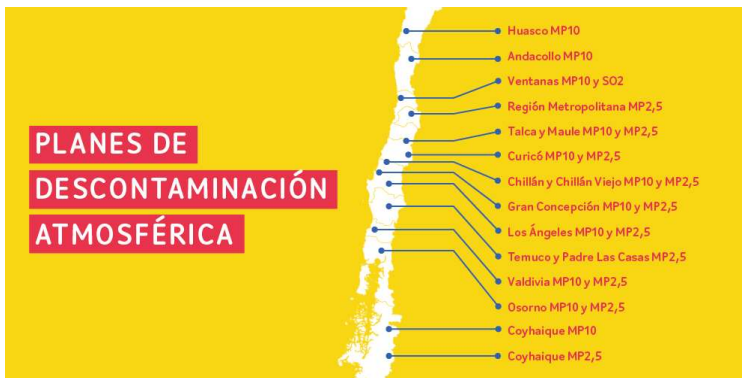 PLANES DE
DESCONTAMINACIÓN
ATMOSFÉRICA
Huasco MP10
Andacollo MP10
Ventanas MP10 y SO2
Región Metropolitana MP2,5
Talca y Maule MP10 y MP2,5
Curicó MP10 y MP2,5
Chillán y Chillán Viejo MP10 y MP2,5
Gran Concepción MP10 y MP2,5
Los Ángeles MP10 y MP2,5
Temuco y Padre Las Casas MP2,5
Valdivia MP10 y MP2,5
Osorno MP10 y MP2,5
Coyhaique MP10
Coyhaique MP2,5